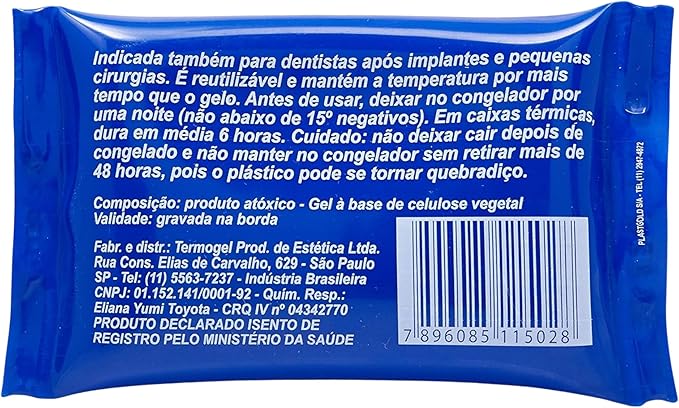 Indicada também para dentistas após implantes e pequenas
cirurgias. É reutilizável e mantém a temperatura por mais
tempo que o gelo. Antes de usar, deixar no congelador por
uma noite (não abaixo de 15º negativos). Em caixas térmicas,
dura em média 6 horas. Cuidado: não deixar cair depois de
congelado e não manter no congelador sem retirar mais de
48 horas, pois o plástico pode se tornar quebradiço.
Composição: produto atóxico - Gel à base de celulose vegetal
Validade: gravada na borda
Fabr. e distr.: Termogel Prod. de Estética Ltda.
Rua Cons. Elias de Carvalho, 629 - São Paulo
SP - Tel: (11) 5563-7237 - Indústria Brasileira
CNPJ: 01.152.141/0001-92 - Quím. Resp.:
Eliana Yumi Toyota - CRQ IV nº 04342770
PRODUTO DECLARADO ISENTO DE
REGISTRO PELO MINISTÉRIO DA SAÚDE
7 896085 115028
PLASTGOLD S/A - TEL (11) 2947-4822